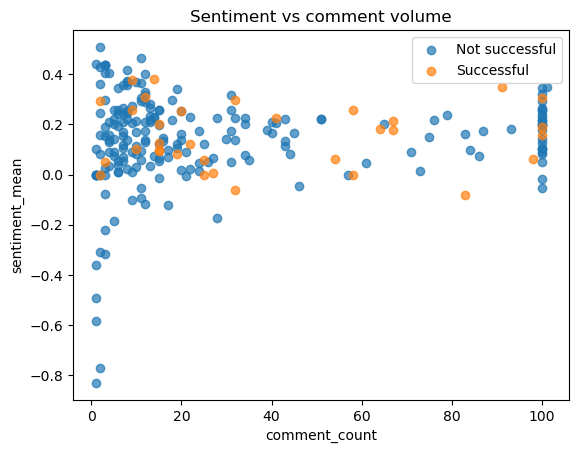 Sentiment vs comment volume
Not successful
Successful
0.4
0.2
0.0
−0.2
−0.4
−0.6
−0.8
sentiment_mean
0
20
40
60
80
100
comment_count